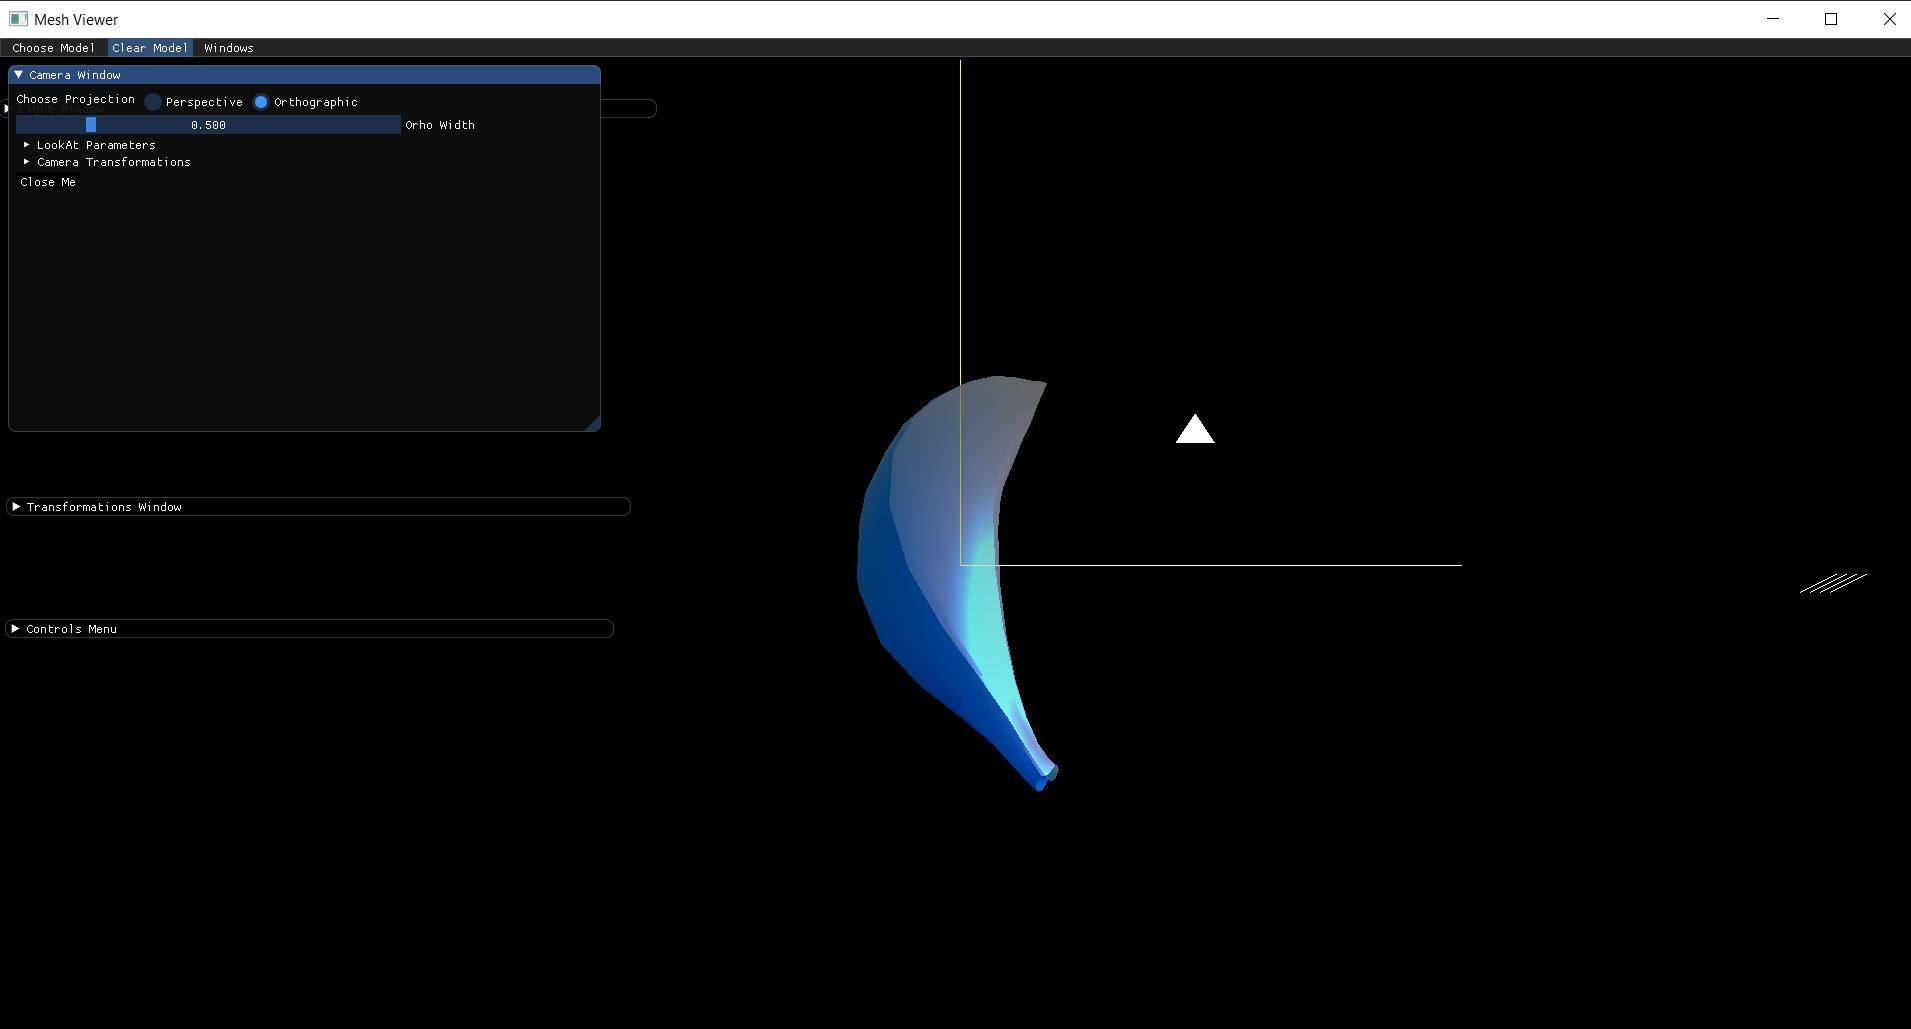 Mesh Viewer
Choose Model Clear Model Windows
Camera Window
Choose Projection Perspective Orthographic
0.500 Orho Width
LookAt Parameters
Camera Transformations
Close Me
Transformations Window
Controls Menu